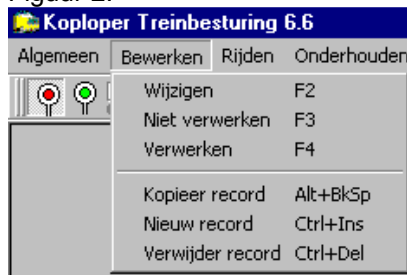 Koploper Treinbesturing 6.6
Algemeen Bewerken Rijden Onderhouden
Wijzigen F2
Niet verwerken F3
Verwerken F4
Kopieer record Alt+BkSp
Nieuw record Ctrl+Ins
Verwijder record Ctrl+Del